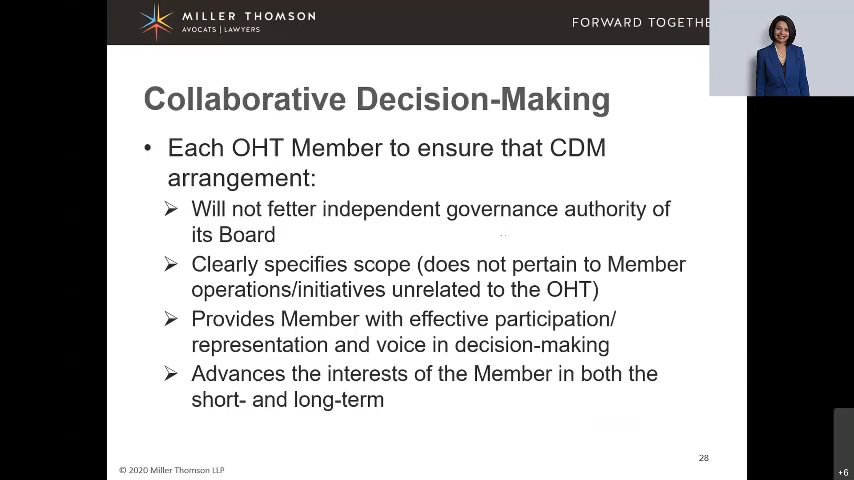 MILLER THOMSON
AVOCATS | LAWYERS
FORWARD TOGETHE
Collaborative Decision-Making
• Each OHT Member to ensure that CDM
arrangement:
➢ Will not fetter independent governance authority of
its Board
➢ Clearly specifies scope (does not pertain to Member
operations/initiatives unrelated to the OHT)
➢ Provides Member with effective participation/
representation and voice in decision-making
➢ Advances the interests of the Member in both the
short- and long-term
28
© 2020 Miller Thomson LLP
+6